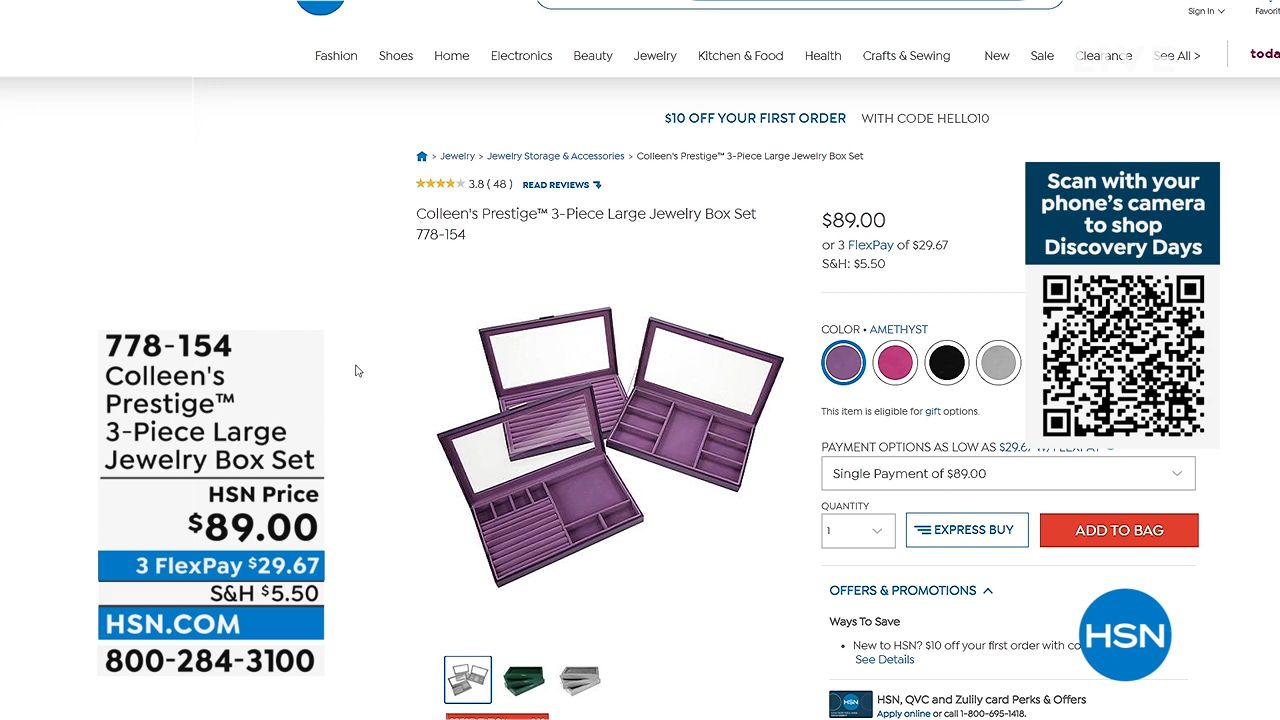 Sign In
Fashion Shoes Home Electronics Beauty Jewelry Kitchen & Food Health Crafts & Sewing New Sale Clearance See All >
$10 OFF YOUR FIRST ORDER WITH CODE HELLO10
> Jewelry > Jewelry Storage & Accessories > Colleen's Prestige™ 3-Piece Large Jewelry Box Set
3.8 ( 48 ) READ REVIEWS
Colleen's Prestige™ 3-Piece Large Jewelry Box Set
778-154
$89.00
or 3 FlexPay of $29.67
S&H: $5.50
COLOR • AMETHYST
This item is eligible for gift options.
PAYMENT OPTIONS AS LOW AS
Single Payment of $89.00
QUANTITY
1
EXPRESS BUY
ADD TO BAG
OFFERS & PROMOTIONS
Ways To Save
• New to HSN? $10 off your first order with
See Details
HSN
HSN, QVC and Zulily card Perks & Offers
Apply online or call 1-800-695-1418.
Scan with your
phone's camera
to shop
Discovery Days
HSN
778-154
Colleen's
Prestige™
3-Piece Large
Jewelry Box Set
HSN Price
$89.00
3 FlexPay $29.67
S&H $5.50
HSN.COM
800-284-3100